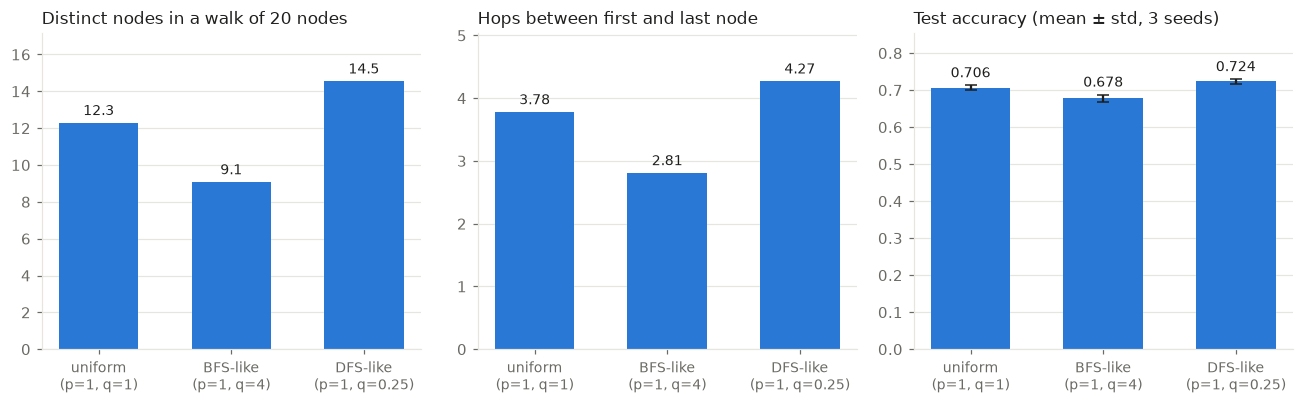 Distinct nodes in a walk of 20 nodes
16
14
12
10
8
6
4
2
0
12.3
9.1
14.5
uniform
(p=1, q=1)
BFS-like
(p=1, q=4)
DFS-like
(p=1, q=0.25)
Hops between first and last node
5
4
3
2
1
0
3.78
2.81
4.27
uniform
(p=1, q=1)
BFS-like
(p=1, q=4)
DFS-like
(p=1, q=0.25)
Test accuracy (mean ± std, 3 seeds)
0.8
0.7
0.6
0.5
0.4
0.3
0.2
0.1
0.0
0.706
0.678
0.724
uniform
(p=1, q=1)
BFS-like
(p=1, q=4)
DFS-like
(p=1, q=0.25)